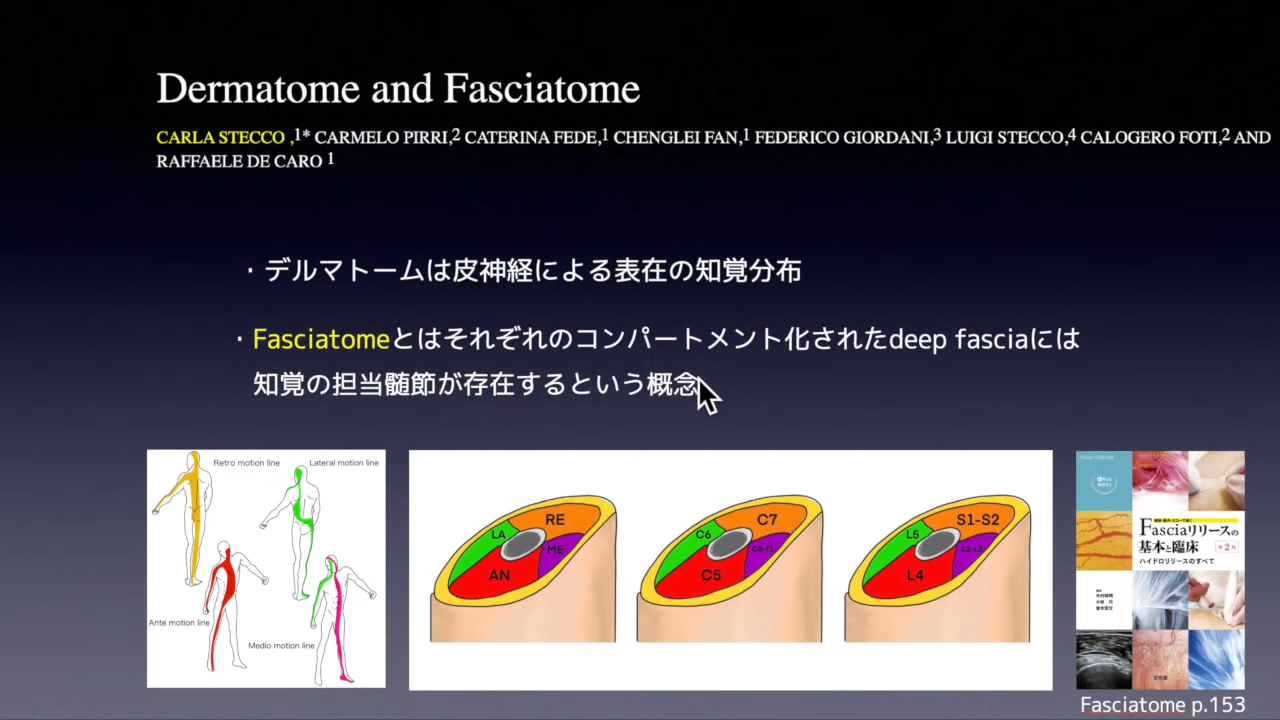 Dermatome and Fasciatome
CARLA STECCO ,1* CARMELO PIRRI,2 CATERINA FEDE,1 CHENGLEI FAN,1 FEDERICO GIORDANI,3 LUIGI STECCO,4 CALOGERO FOTI,2 AND
RAFFAELE DE CARO 1
・デルマトームは皮神経による表在の知覚分布
・Fasciatomeとはそれぞれのコンパートメント化されたdeep fasciaには
知覚の担当髄節が存在するという概念
Retro motion line
Lateral motion line
Ante motion line
Medio motion line
RE
LA
ME
AN
C7
C6
C8-T1
C5
S1-S2
L5
L2-L3
L4
Fasciaリリースの
基本と臨床
第2版
ハイドロリリースのすべて
文光堂
Fasciatome p.153